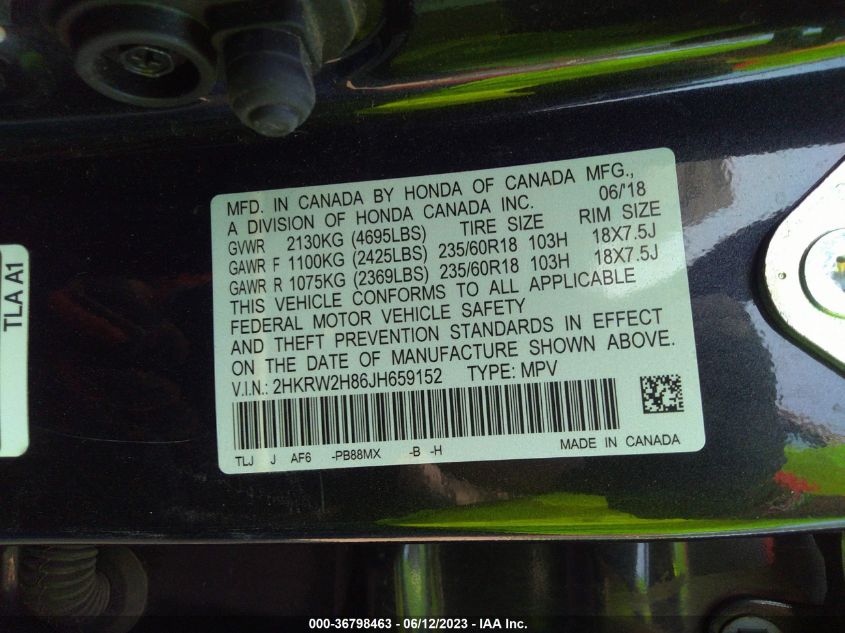 MFD. IN CANADA BY HONDA OF CANADA MFG.,
A DIVISION OF HONDA CANADA INC. 06/'18
GVWR 2130KG (4695LBS) TIRE SIZE RIM SIZE
GAWR F 1100KG (2425LBS) 235/60R18 103H 18X7.5J
GAWR R 1075KG (2369LBS) 235/60R18 103H 18X7.5J
THIS VEHICLE CONFORMS TO ALL APPLICABLE
FEDERAL MOTOR VEHICLE SAFETY
AND THEFT PREVENTION STANDARDS IN EFFECT
ON THE DATE OF MANUFACTURE SHOWN ABOVE.
V.I.N.: 2HKRW2H86JH659152 TYPE: MPV
TLJ J AF6 -PB88MX -B -H MADE IN CANADA
TLA A1
000-36798463 - 06/12/2023 - IAA Inc.